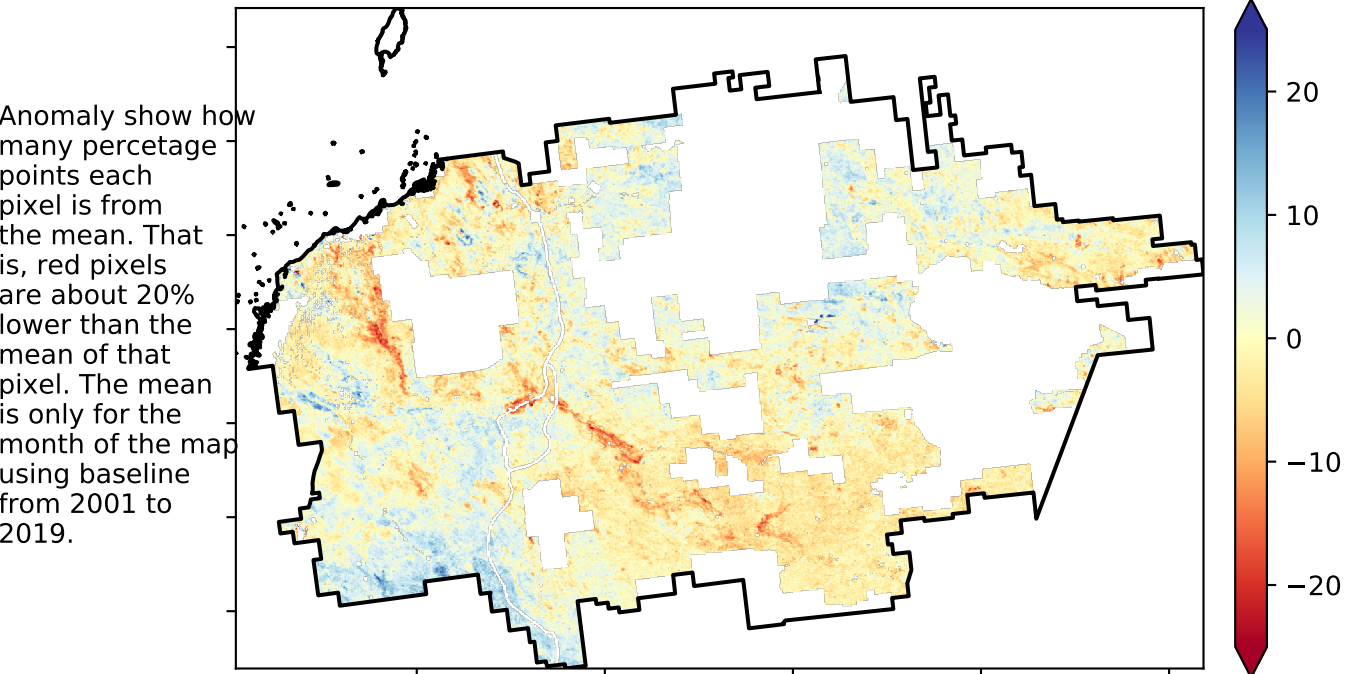 Anomaly show how
many percetage
points each
pixel is from
the mean. That
is, red pixels
are about 20%
lower than the
mean of that
pixel. The mean
is only for the
month of the map
using baseline
from 2001 to
2019.
20
10
0
−10
−20